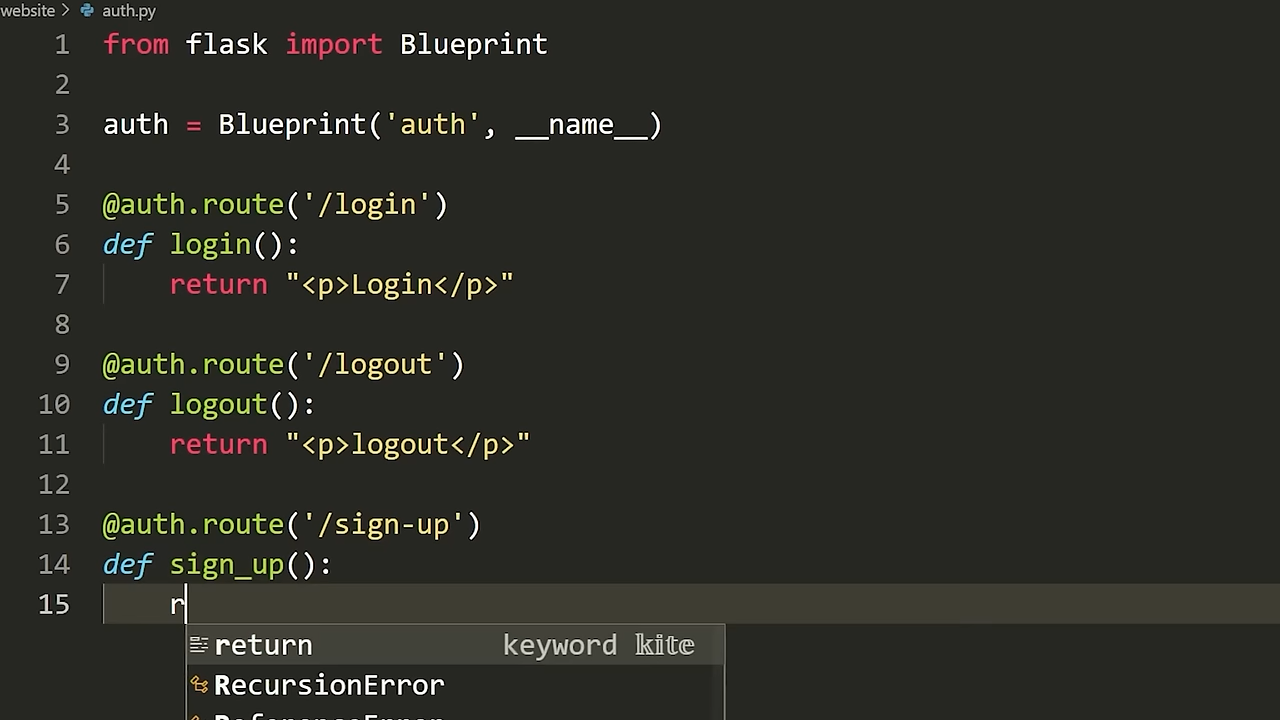 website > auth.py
1 from flask import Blueprint
2
3 auth = Blueprint('auth', __name__)
4
5 @auth.route('/login')
6 def login():
7     return "<p>Login</p>"
8
9 @auth.route('/logout')
10 def logout():
11     return "<p>logout</p>"
12
13 @auth.route('/sign-up')
14 def sign_up():
15     r
return keyword kite
RecursionError
ReferenceError